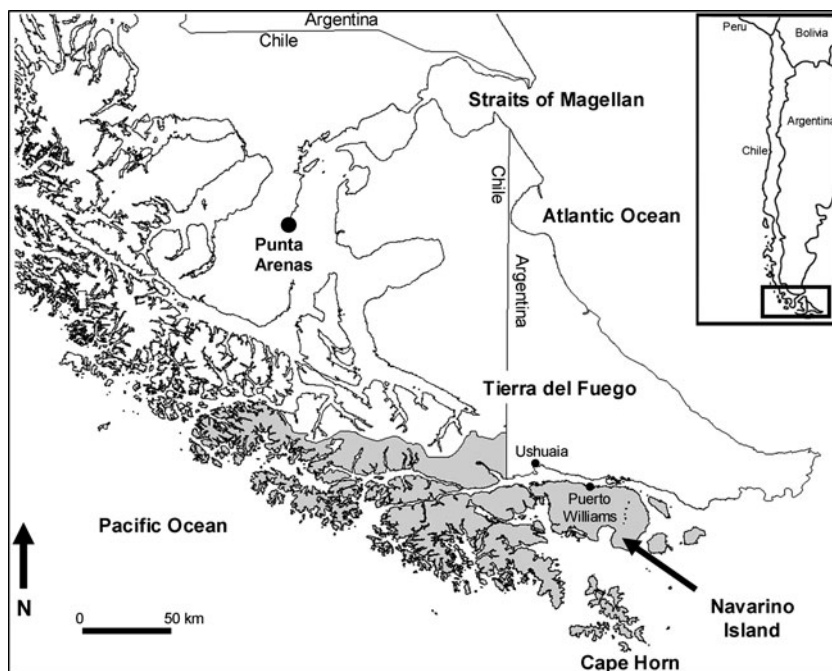 Argentina
Chile
Straits of Magellan
Peru
Bolivia
Argentina
Chile
Chile
Argentina
Atlantic Ocean
Punta
Arenas
Tierra del Fuego
Ushuaia
Puerto
Williams
Pacific Ocean
N
50 km
Navarino
Island
Cape Horn